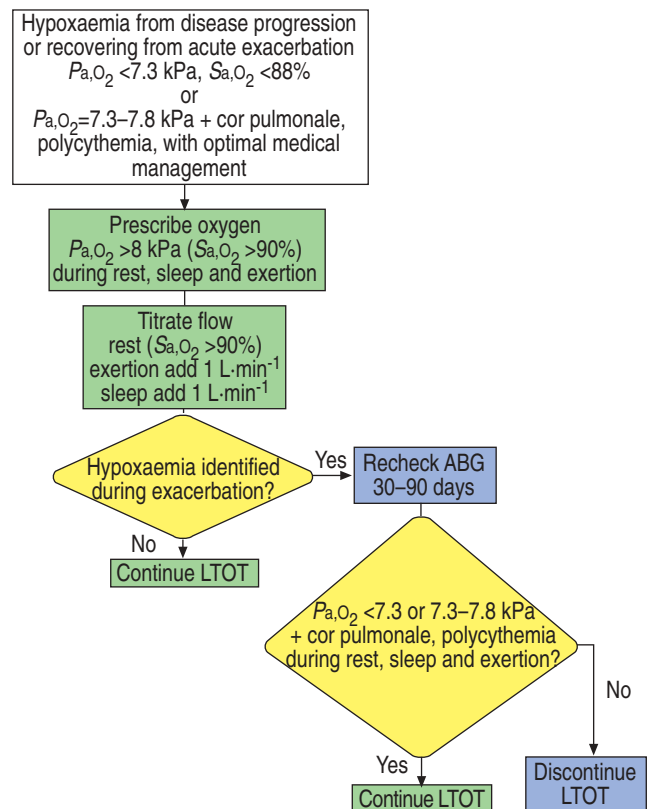 Hypoxaemia from disease progression
or recovering from acute exacerbation
Pa,O₂ <7.3 kPa, Sa,O₂ <88%
or
Pa,O₂=7.3–7.8 kPa + cor pulmonale,
polycythemia, with optimal medical
management
Prescribe oxygen
Pa,O₂ >8 kPa (Sa,O₂ >90%)
during rest, sleep and exertion
Titrate flow
rest (Sa,O₂ >90%)
exertion add 1 L·min⁻¹
sleep add 1 L·min⁻¹
Hypoxaemia identified
during exacerbation?
Yes
Recheck ABG
30–90 days
No
Continue LTOT
Pa,O₂ <7.3 or 7.3–7.8 kPa
+ cor pulmonale, polycythemia
during rest, sleep and exertion?
No
Yes
Discontinue
LTOT
Continue LTOT